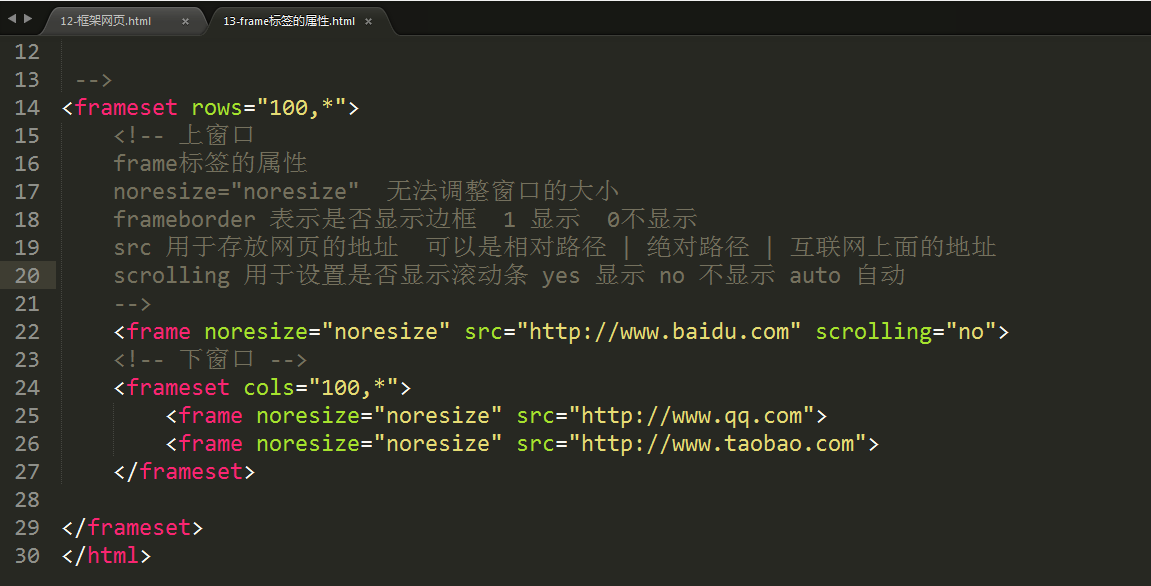 12-框架网页.html × 13-frame标签的属性.html ×
12
13 -->
14 <frameset rows="100,*">
15 <!-- 上窗口
16 frame标签的属性
17 noresize="noresize" 无法调整窗口的大小
18 frameborder 表示是否显示边框 1 显示 0不显示
19 src 用于存放网页的地址 可以是相对路径 | 绝对路径 | 互联网上面的地址
20 scrolling 用于设置是否显示滚动条 yes 显示 no 不显示 auto 自动
21 -->
22 <frame noresize="noresize" src="http://www.baidu.com" scrolling="no">
23 <!-- 下窗口 -->
24 <frameset cols="100,*">
25 <frame noresize="noresize" src="http://www.qq.com">
26 <frame noresize="noresize" src="http://www.taobao.com">
27 </frameset>
28
29 </frameset>
30 </html>